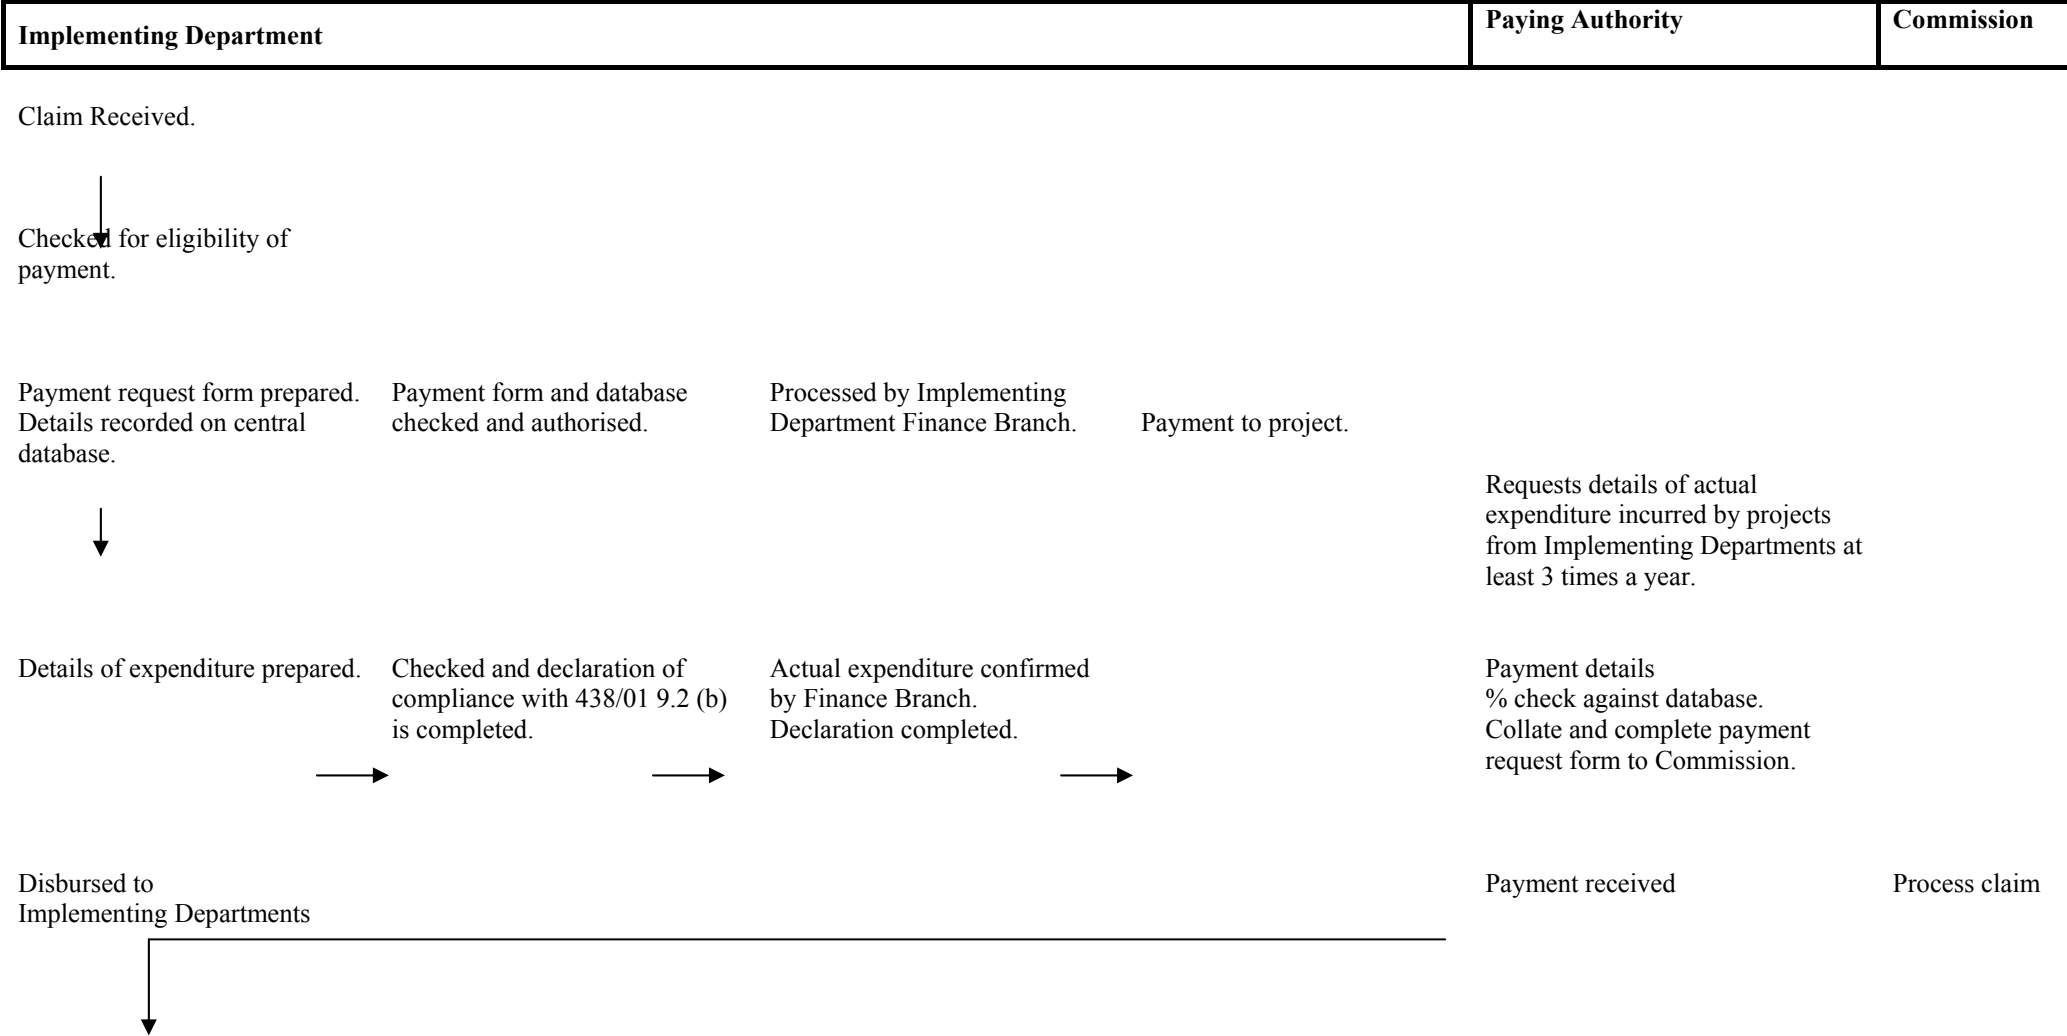 Implementing Department
Paying Authority
Commission
Claim Received.
Checked for eligibility of
payment.
Payment request form prepared.
Details recorded on central
database.
Payment form and database
checked and authorised.
Processed by Implementing
Department Finance Branch.
Payment to project.
Requests details of actual
expenditure incurred by projects
from Implementing Departments at
least 3 times a year.
Details of expenditure prepared.
Checked and declaration of
compliance with 438/01 9.2 (b)
is completed.
Actual expenditure confirmed
by Finance Branch.
Declaration completed.
Payment details
% check against database.
Collate and complete payment
request form to Commission.
Disbursed to
Implementing Departments
Payment received
Process claim